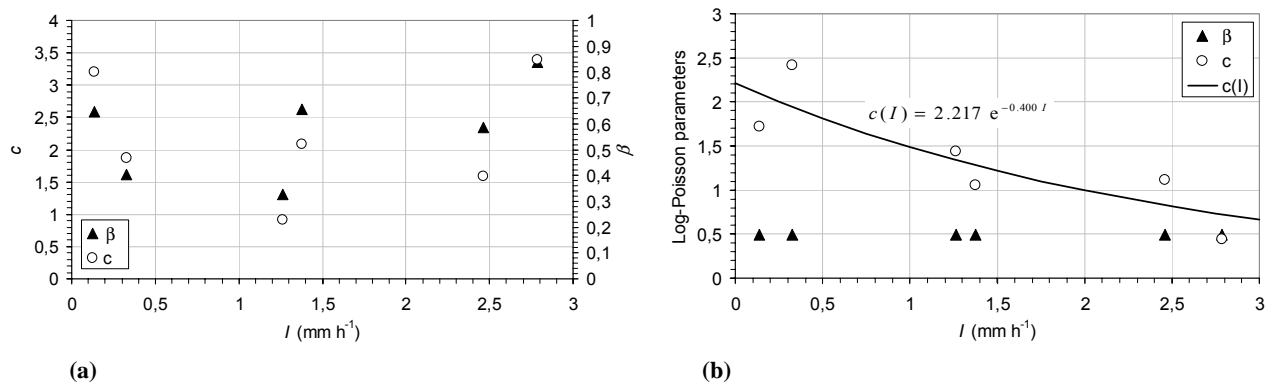 4
3,5
3
2,5
2
1,5
1
0,5
0
c
1
0,9
0,8
0,7
0,6
0,5
0,4
0,3
0,2
0,1
0
β
β
c
0 0,5 1 1,5 2 2,5 3
I (mm h⁻¹)
(a)
3
2,5
2
1,5
1
0,5
0
Log-Poisson parameters
β
c
c(I)
c(I) = 2.217 e⁻⁰·⁴⁰⁰ ᴵ
0 0,5 1 1,5 2 2,5 3
I (mm h⁻¹)
(b)